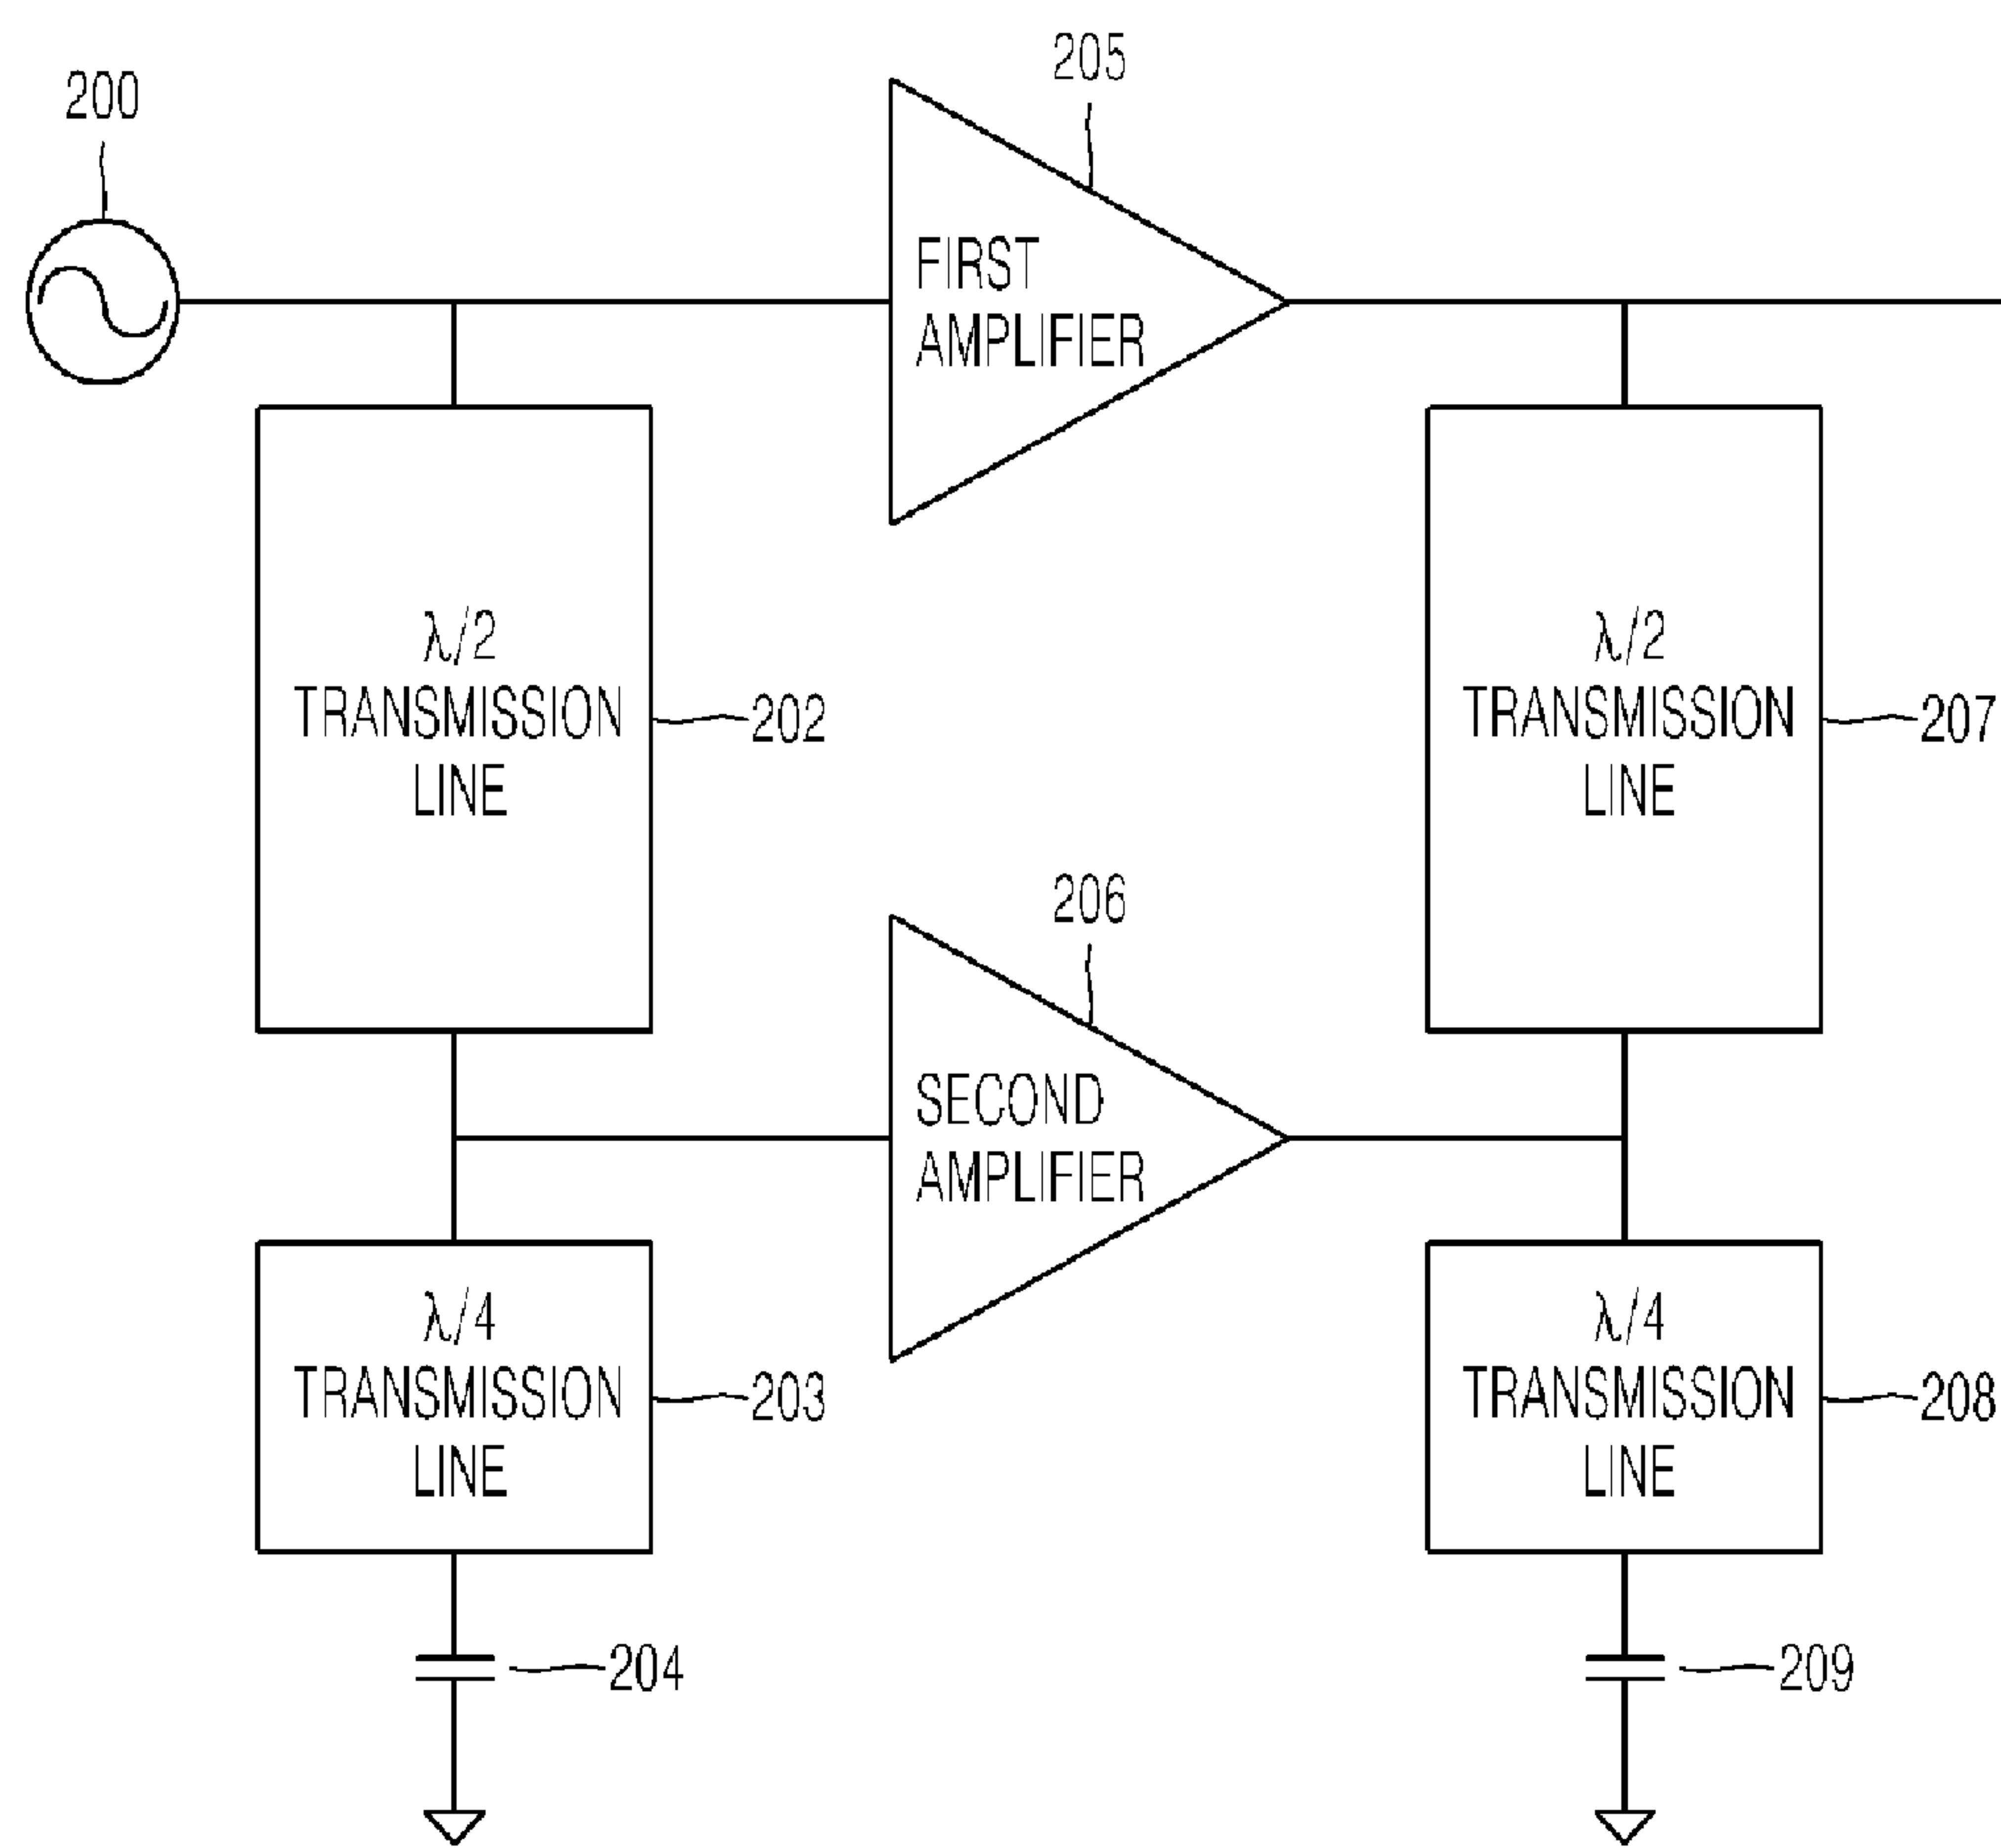 205
200
FIRST
AMPLIFIER
λ/2
TRANSMISSION
LINE
202
λ/2
TRANSMISSION
LINE
207
206
SECOND
AMPLIFIER
λ/4
TRANSMISSION
LINE
203
λ/4
TRANSMISSION
LINE
208
204
209